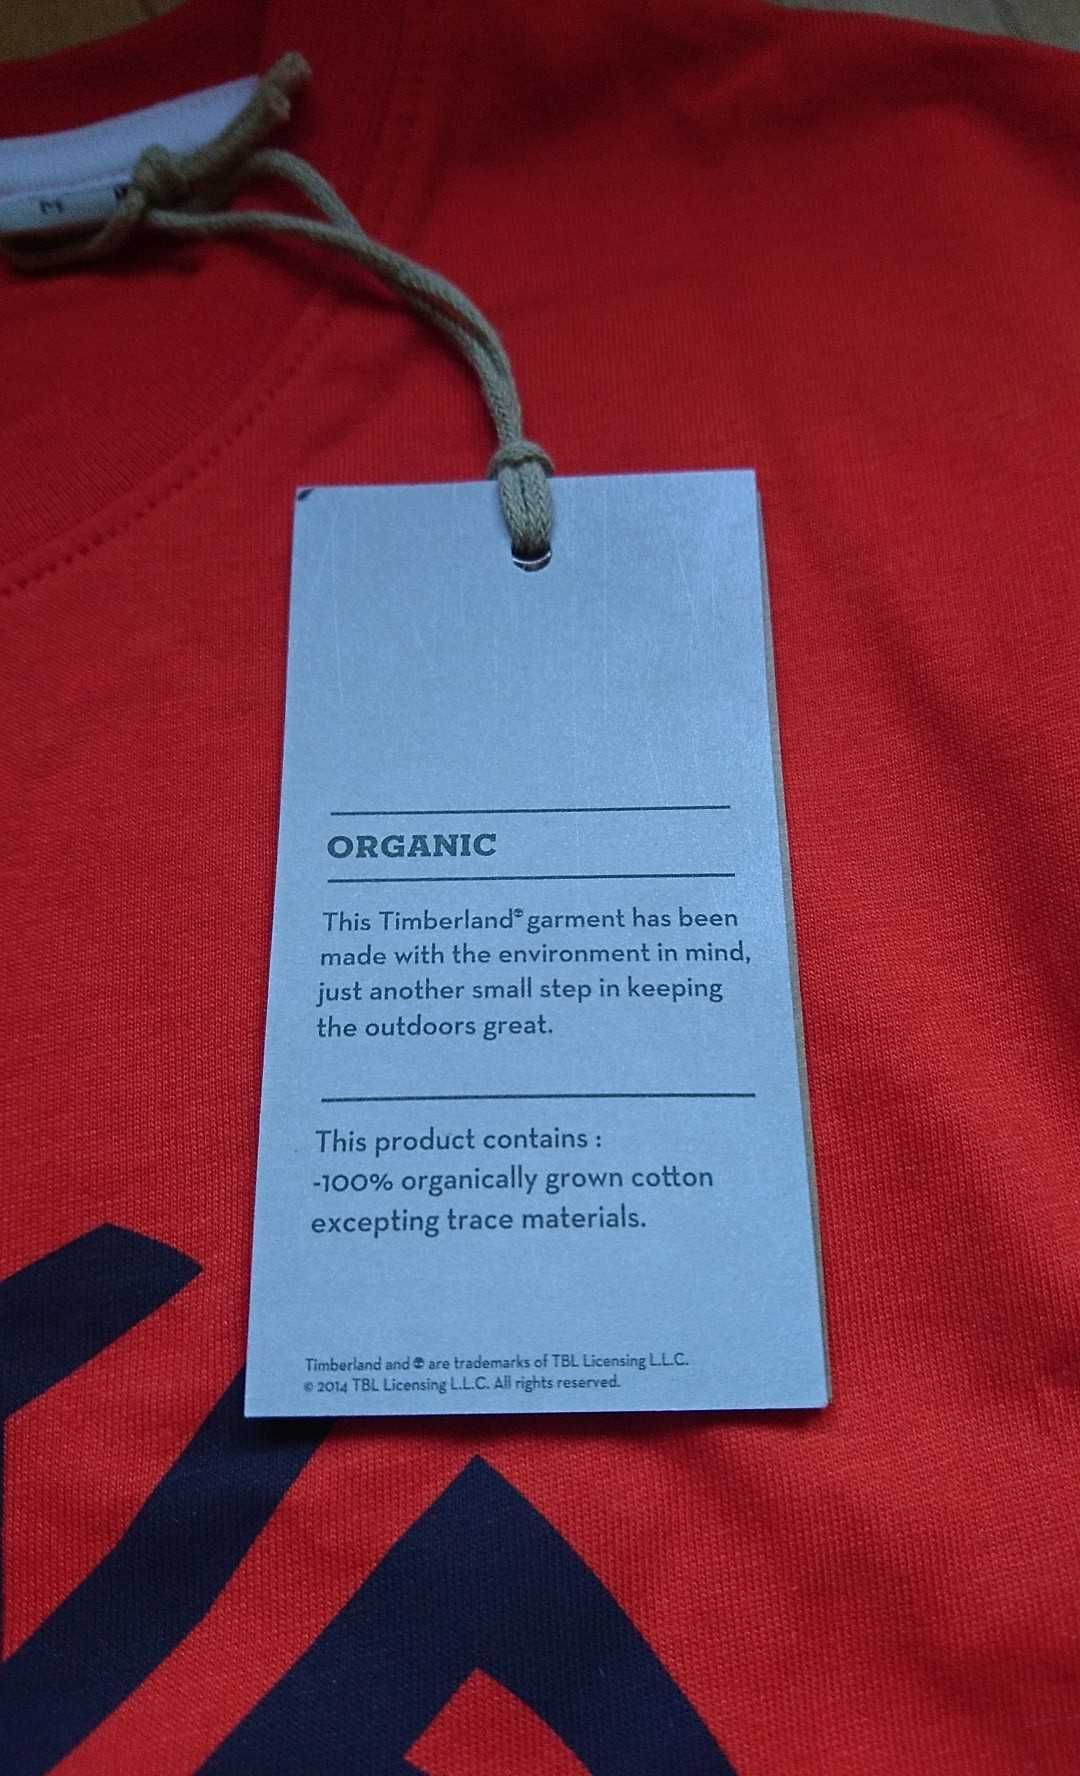 ORGANIC
This Timberland® garment has been
made with the environment in mind,
just another small step in keeping
the outdoors great.
This product contains :
-100% organically grown cotton
excepting trace materials.
Timberland and are trademarks of TBL Licensing L.L.C.
© 2014 TBL Licensing L.L.C. All rights reserved.